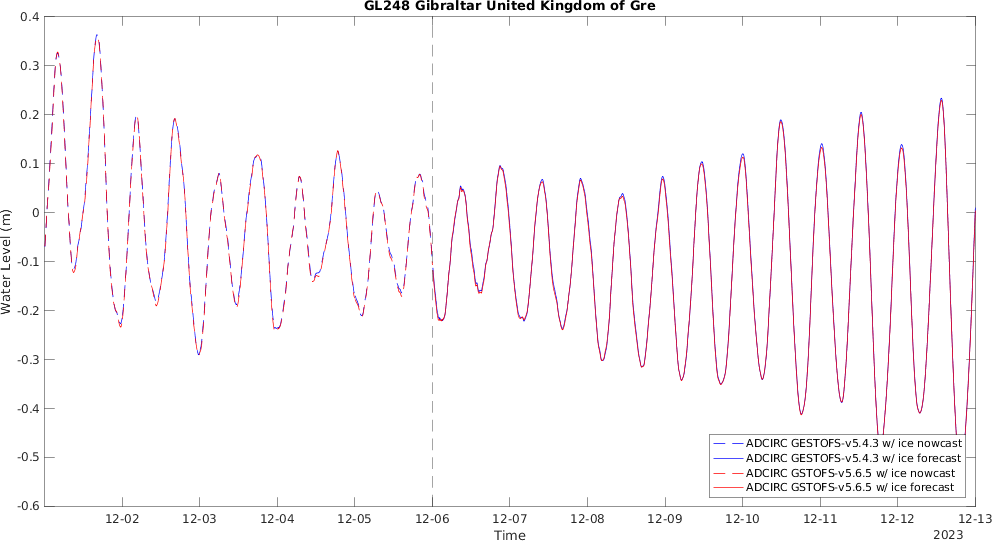 GL248 Gibraltar United Kingdom of Gre
0.4
0.3
0.2
0.1
0
-0.1
-0.2
-0.3
-0.4
-0.5
-0.6
Water Level (m)
ADCIRC GESTOFS-v5.4.3 w/ ice nowcast
ADCIRC GESTOFS-v5.4.3 w/ ice forecast
ADCIRC GSTOFS-v5.6.5 w/ ice nowcast
ADCIRC GSTOFS-v5.6.5 w/ ice forecast
12-02 12-03 12-04 12-05 12-06 12-07 12-08 12-09 12-10 12-11 12-12 12-13
Time
2023